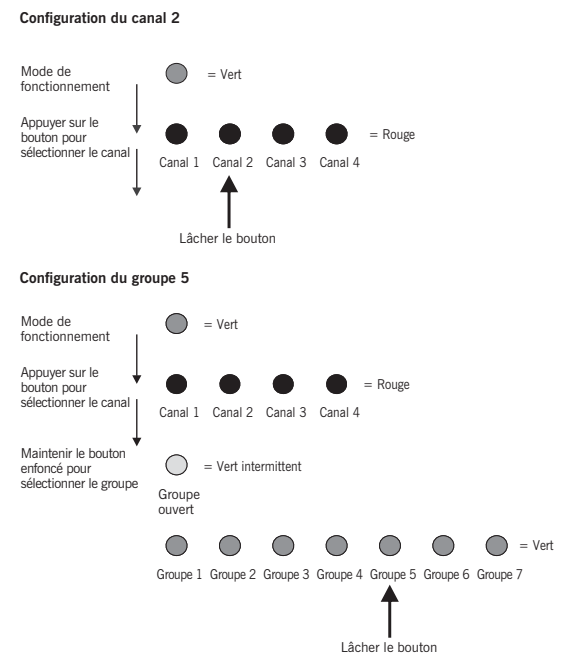 Configuration du canal 2
Mode de
fonctionnement
= Vert
Appuyer sur le
bouton pour
sélectionner le canal
= Rouge
Canal 1 Canal 2 Canal 3 Canal 4
Lâcher le bouton
Configuration du groupe 5
Mode de
fonctionnement
= Vert
Appuyer sur le
bouton pour
sélectionner le canal
= Rouge
Canal 1 Canal 2 Canal 3 Canal 4
Maintenir le bouton
enfoncé pour
sélectionner le groupe
= Vert intermittent
Groupe
ouvert
= Vert
Groupe 1 Groupe 2 Groupe 3 Groupe 4 Groupe 5 Groupe 6 Groupe 7
Lâcher le bouton